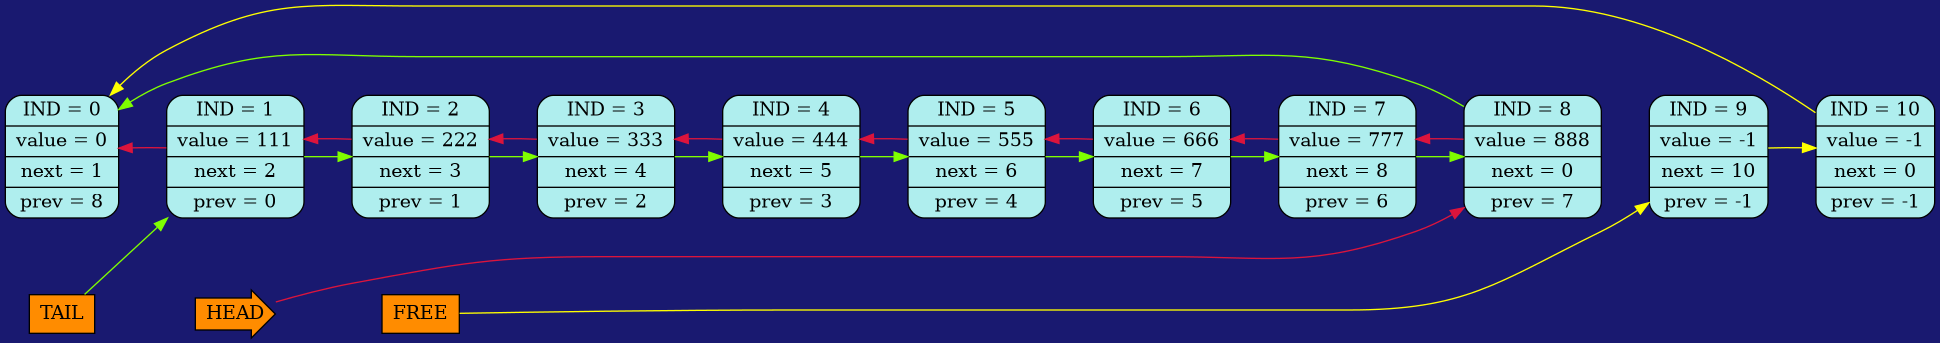 IND = 0
value = 0
next = 1
prev = 8
IND = 1
value = 111
next = 2
prev = 0
IND = 2
value = 222
next = 3
prev = 1
IND = 3
value = 333
next = 4
prev = 2
IND = 4
value = 444
next = 5
prev = 3
IND = 5
value = 555
next = 6
prev = 4
IND = 6
value = 666
next = 7
prev = 5
IND = 7
value = 777
next = 8
prev = 6
IND = 8
value = 888
next = 0
prev = 7
IND = 9
value = -1
next = 10
prev = -1
IND = 10
value = -1
next = 0
prev = -1
TAIL
HEAD
FREE